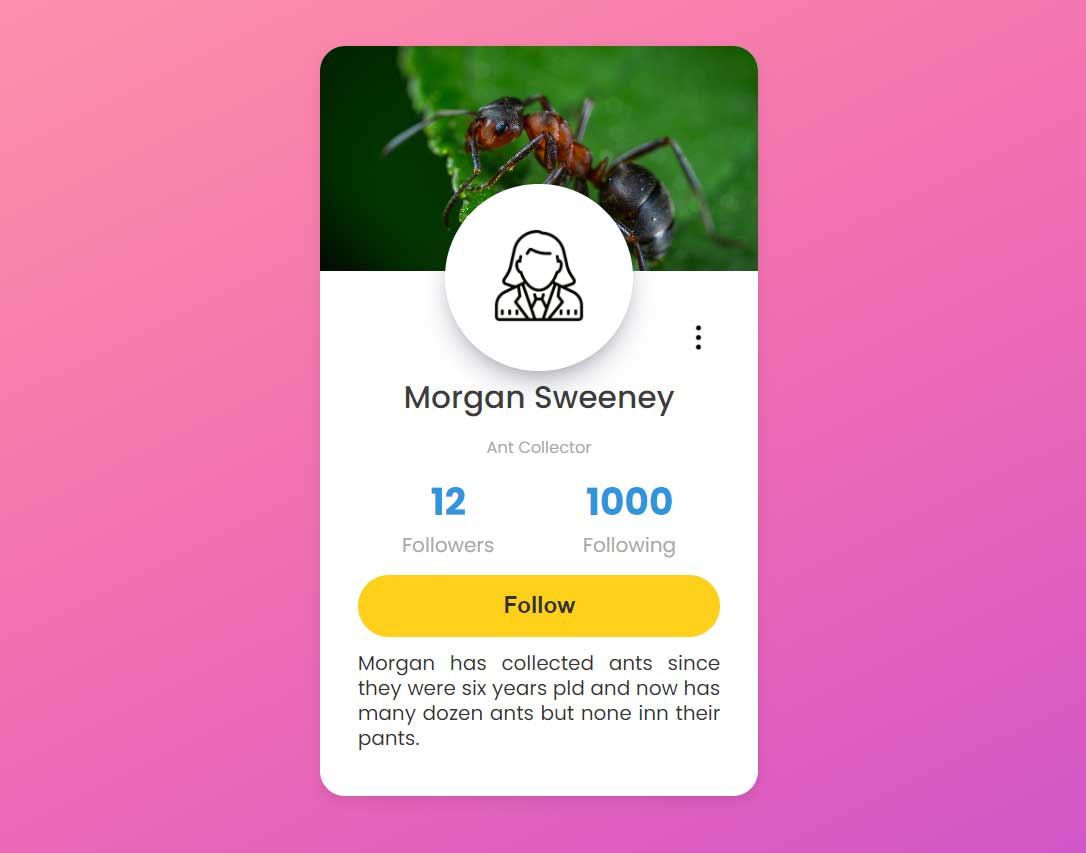 Morgan Sweeney
Ant Collector
12 1000
Followers Following
Follow
Morgan has collected ants since
they were six years pld and now has
many dozen ants but none inn their
pants.